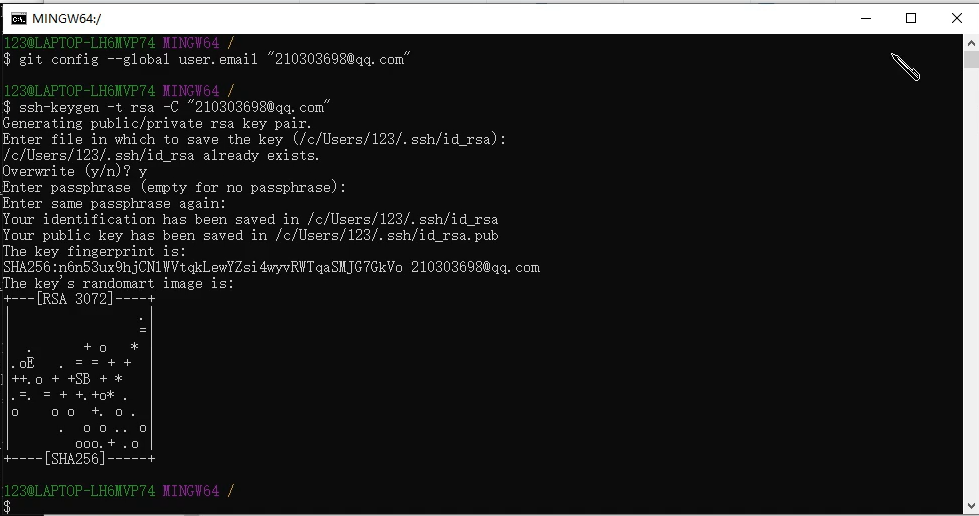 MINGW64:/
123@LAPTOP-LH6MVP74 MINGW64 /
$ git config --global user.email "210303698@qq.com"
123@LAPTOP-LH6MVP74 MINGW64 /
$ ssh-keygen -t rsa -C "210303698@qq.com"
Generating public/private rsa key pair.
Enter file in which to save the key (/c/Users/123/.ssh/id_rsa):
/c/Users/123/.ssh/id_rsa already exists.
Overwrite (y/n)? y
Enter passphrase (empty for no passphrase):
Enter same passphrase again:
Your identification has been saved in /c/Users/123/.ssh/id_rsa
Your public key has been saved in /c/Users/123/.ssh/id_rsa.pub
The key fingerprint is:
SHA256:n6n53ux9hjCN1WVtqkLewYZsi4wyvRWTqaSMJG7GkVo 210303698@qq.com
The key's randomart image is:
+---[RSA 3072]----+
|                .|
|                =|
|  .      + o   * |
|.oE   . = = + +  |
|++.o + +SB + *   |
|.=. = + +.+o* .  |
|o    o o  +. o . |
|      .  o o .. o|
|        ooo.+ .o |
+----[SHA256]-----+
123@LAPTOP-LH6MVP74 MINGW64 /
$